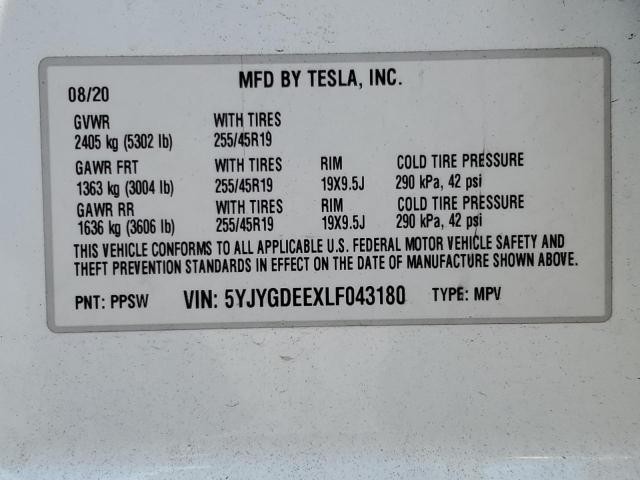 MFD BY TESLA, INC.
08/20
GVWR WITH TIRES
2405 kg (5302 lb) 255/45R19
GAWR FRT WITH TIRES RIM COLD TIRE PRESSURE
1363 kg (3004 lb) 255/45R19 19X9.5J 290 kPa, 42 psi
GAWR RR WITH TIRES RIM COLD TIRE PRESSURE
1636 kg (3606 lb) 255/45R19 19X9.5J 290 kPa, 42 psi
THIS VEHICLE CONFORMS TO ALL APPLICABLE U.S. FEDERAL MOTOR VEHICLE SAFETY AND
THEFT PREVENTION STANDARDS IN EFFECT ON THE DATE OF MANUFACTURE SHOWN ABOVE.
PNT: PPSW VIN: 5YJYGDEEXLF043180 TYPE: MPV